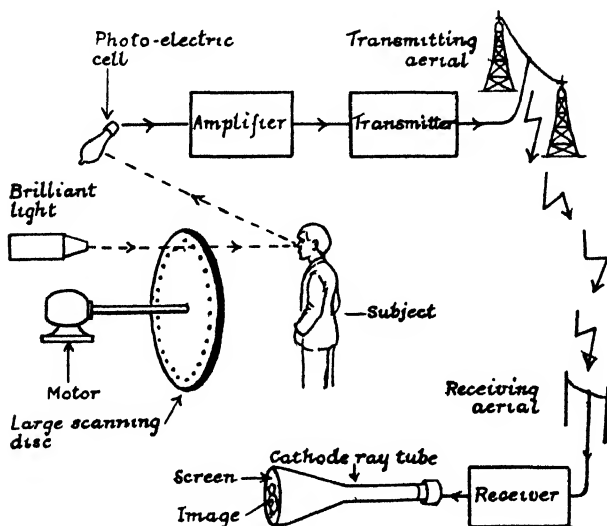 Photo-electric
cell
Transmitting
aerial
Amplifier
Transmitter
Brilliant
light
Subject
Motor
Large scanning
disc
Receiving
aerial
Cathode ray tube
Screen
Image
Receiver